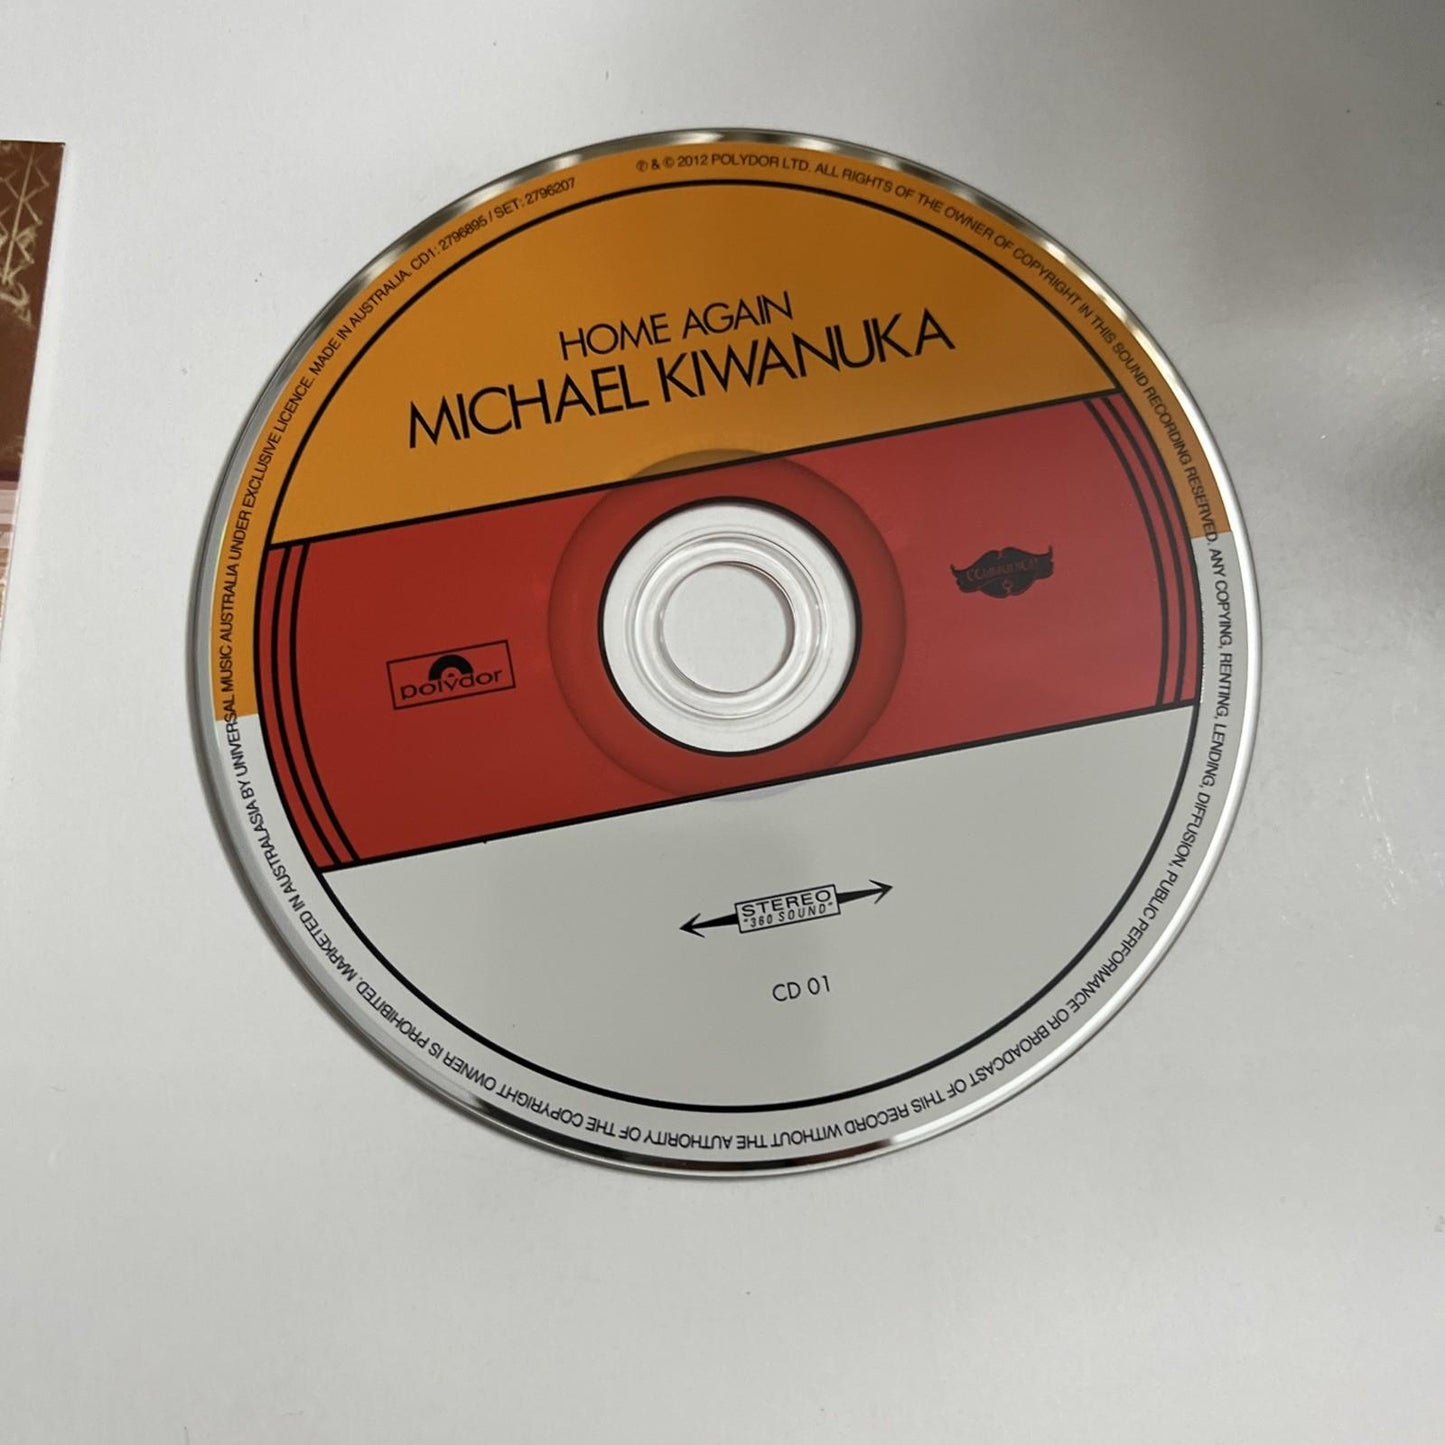 ℗ & © 2012 POLYDOR LTD. ALL RIGHTS OF THE OWNER OF COPYRIGHT IN THIS SOUND RECORDING RESERVED. ANY COPYING, RENTING, LENDING, DIFFUSION, PUBLIC PERFORMANCE OR BROADCAST OF THIS RECORD WITHOUT THE AUTHORITY OF THE COPYRIGHT OWNER IS PROHIBITED. MARKETED IN AUSTRALASIA BY UNIVERSAL MUSIC AUSTRALIA UNDER EXCLUSIVE LICENCE. MADE IN AUSTRALIA. CD1: 2796895 / SET: 2796207
HOME AGAIN
MICHAEL KIWANUKA
polydor
STEREO
"360 SOUND"
CD 01